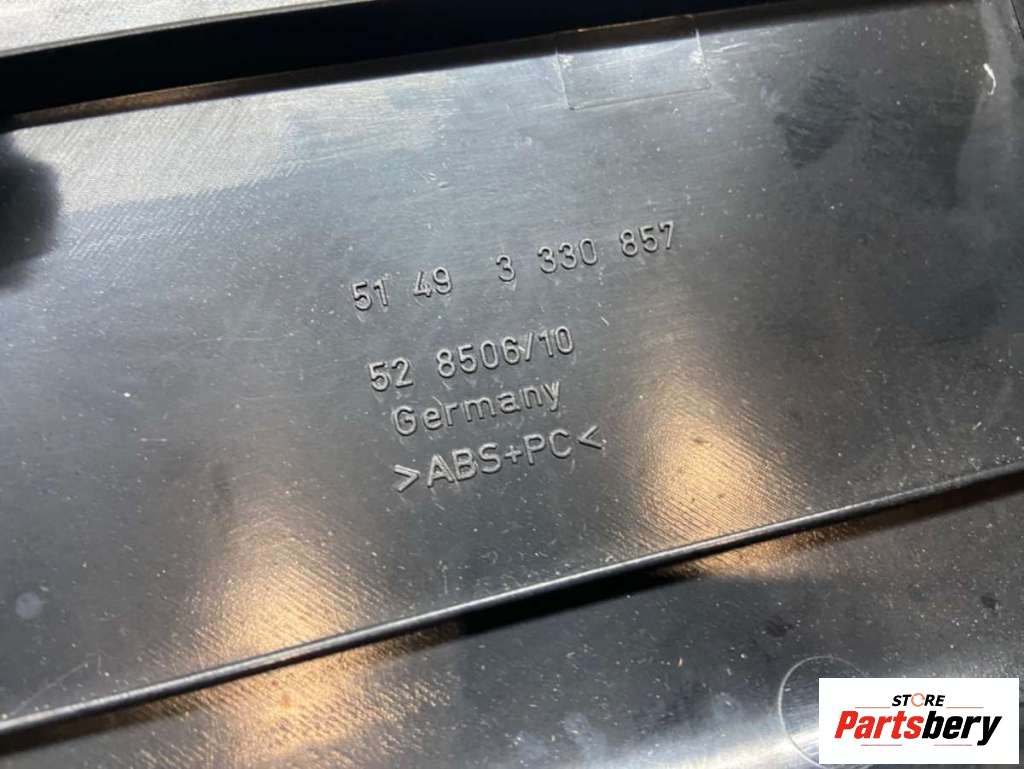 51 49 3 330 857
52 8506/10
Germany
>ABS+PC<
STORE
Partsbery